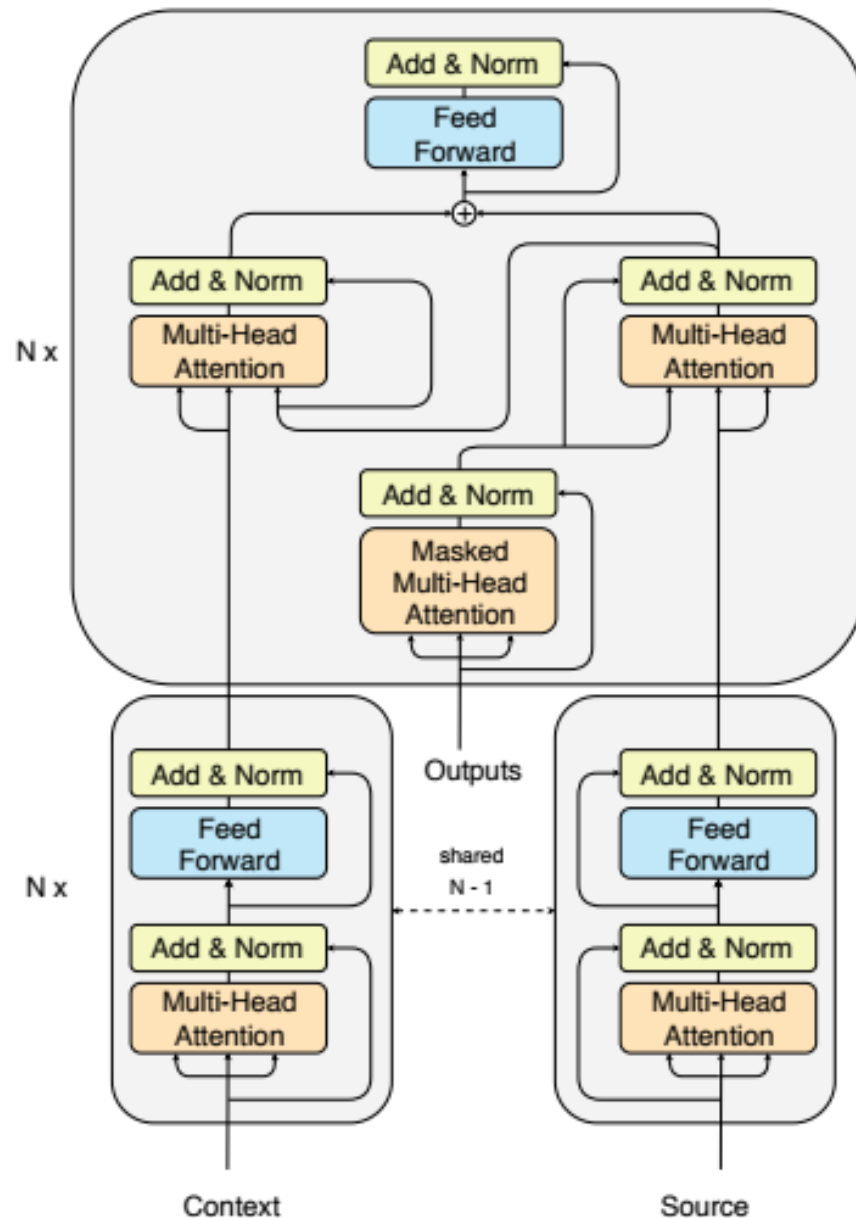 Add & Norm
Feed
Forward
Add & Norm
Multi-Head
Attention
Add & Norm
Multi-Head
Attention
N x
Add & Norm
Masked
Multi-Head
Attention
Outputs
Add & Norm
Feed
Forward
Add & Norm
Multi-Head
Attention
N x
shared
N - 1
Add & Norm
Feed
Forward
Add & Norm
Multi-Head
Attention
Context
Source